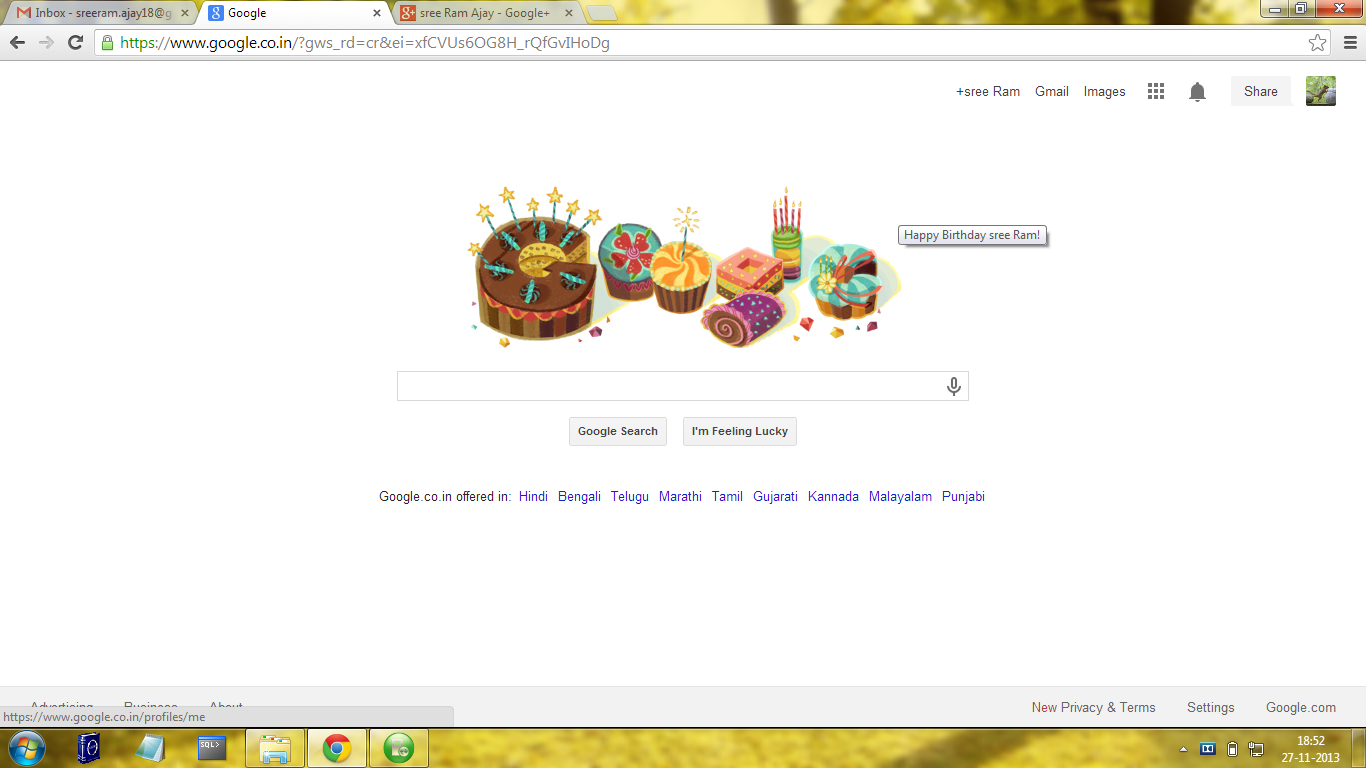 Inbox - sreeram.ajay18@g
Google
sree Ram Ajay - Google+
https://www.google.co.in/?gws_rd=cr&ei=xfCVUs6OG8H_rQfGvIHoDg
+sree Ram Gmail Images Share
Happy Birthday sree Ram!
Google Search I'm Feeling Lucky
Google.co.in offered in: Hindi Bengali Telugu Marathi Tamil Gujarati Kannada Malayalam Punjabi
Advertising Business About
New Privacy & Terms Settings Google.com
https://www.google.co.in/profiles/me
SQL>
18:52
27-11-2013